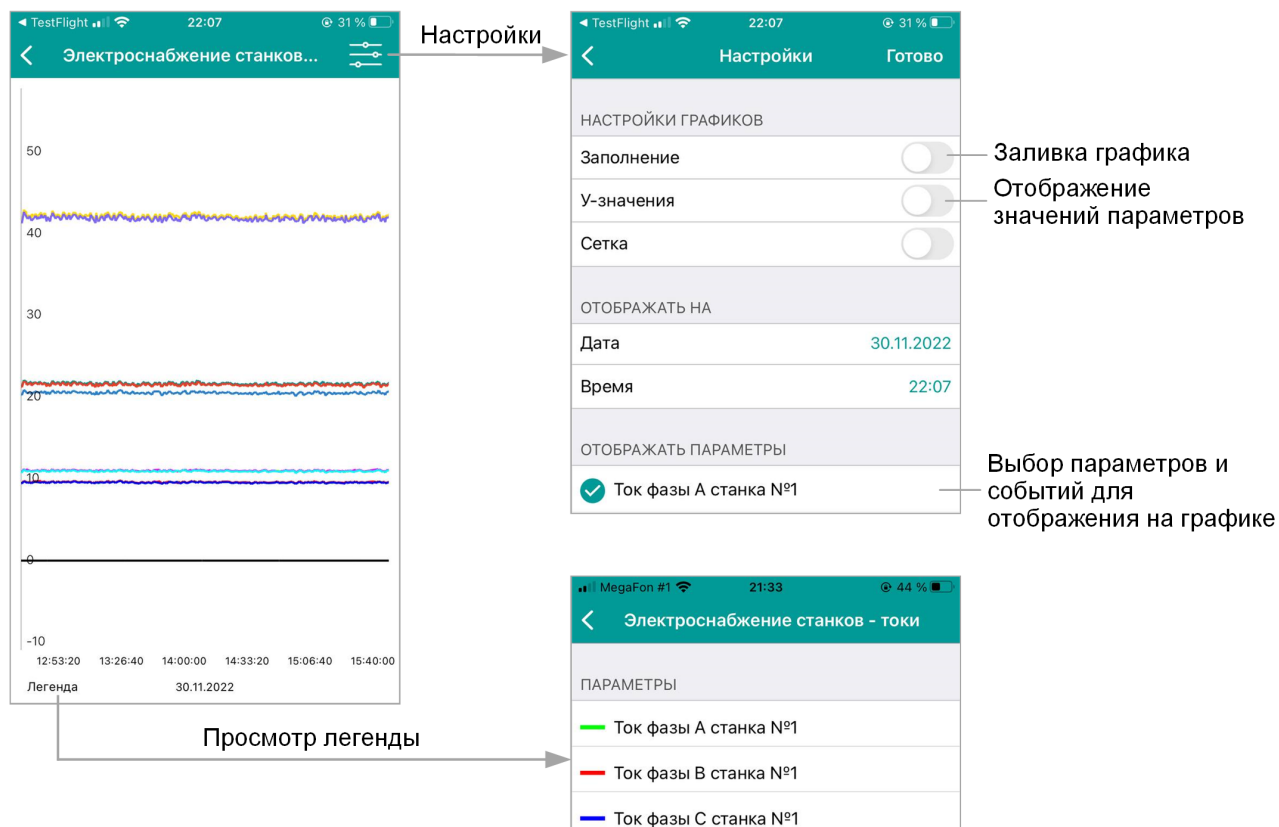 TestFlight 22:07 31 %
Электроснабжение станков...
50
40
30
20
10
0
-10
12:53:20 13:26:40 14:00:00 14:33:20 15:06:40 15:40:00
Легенда 30.11.2022
Настройки
TestFlight 22:07 31 %
Настройки Готово
НАСТРОЙКИ ГРАФИКОВ
Заполнение
У-значения
Сетка
ОТОБРАЖАТЬ НА
Дата 30.11.2022
Время 22:07
ОТОБРАЖАТЬ ПАРАМЕТРЫ
Ток фазы А станка №1
Заливка графика
Отображение
значений параметров
Выбор параметров и
событий для
отображения на графике
Просмотр легенды
MegaFon #1 21:33 44 %
Электроснабжение станков - токи
ПАРАМЕТРЫ
Ток фазы А станка №1
Ток фазы В станка №1
Ток фазы С станка №1